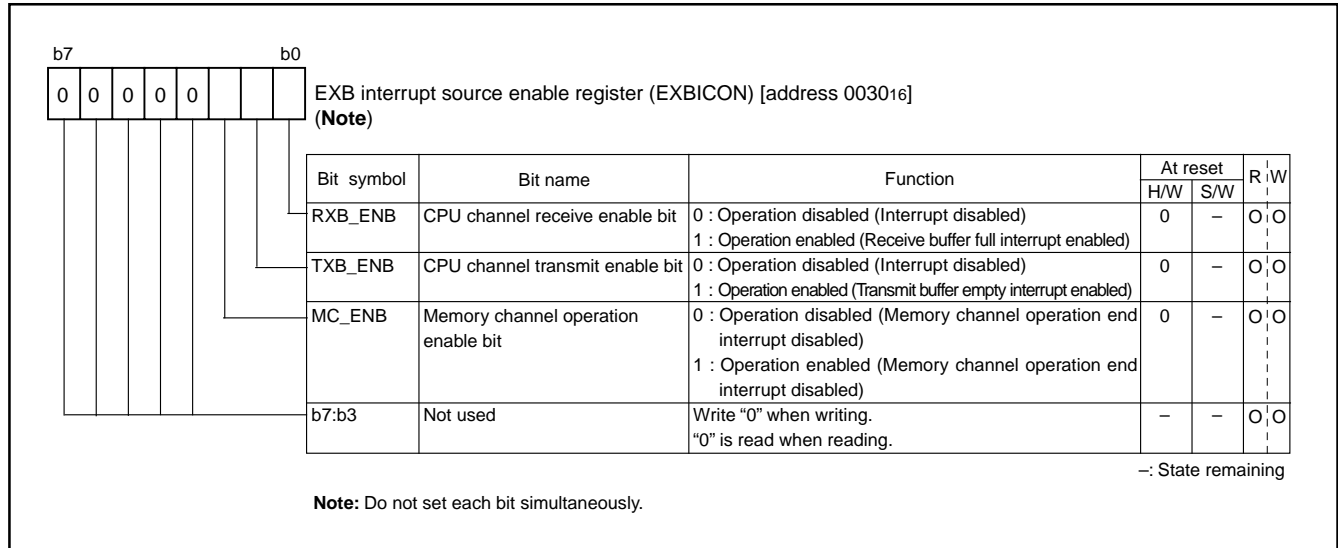 b7 b0
0 0 0 0 0
EXB interrupt source enable register (EXBICON) [address 003016]
(Note)
Bit symbol Bit name Function At reset R W
H/W S/W
RXB_ENB CPU channel receive enable bit 0 : Operation disabled (Interrupt disabled) 0 – O O
1 : Operation enabled (Receive buffer full interrupt enabled)
TXB_ENB CPU channel transmit enable bit 0 : Operation disabled (Interrupt disabled) 0 – O O
1 : Operation enabled (Transmit buffer empty interrupt enabled)
MC_ENB Memory channel operation 0 : Operation disabled (Memory channel operation end 0 – O O
enable bit interrupt disabled)
1 : Operation enabled (Memory channel operation end
interrupt disabled)
b7:b3 Not used Write “0” when writing. – – O O
“0” is read when reading.
–: State remaining
Note: Do not set each bit simultaneously.